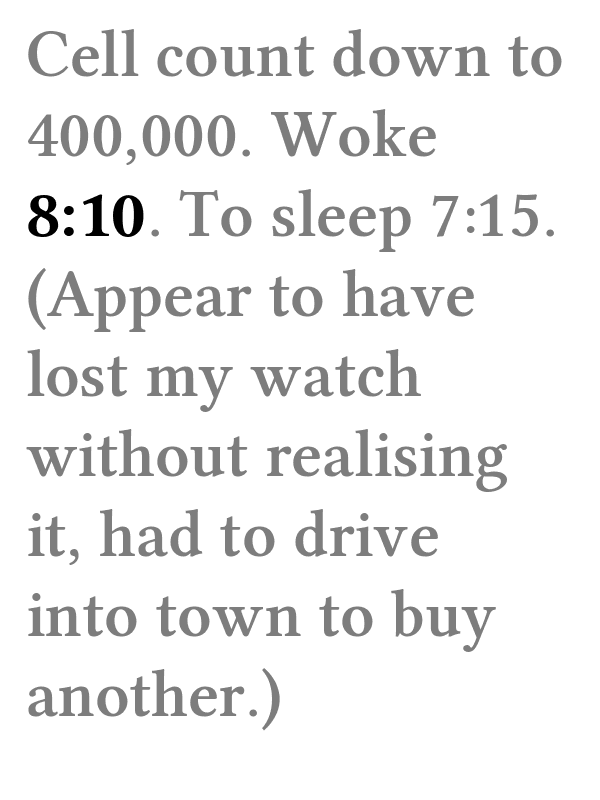 Cell count down to
400,000. Woke
8:10. To sleep 7:15.
(Appear to have
lost my watch
without realising
it, had to drive
into town to buy
another.)